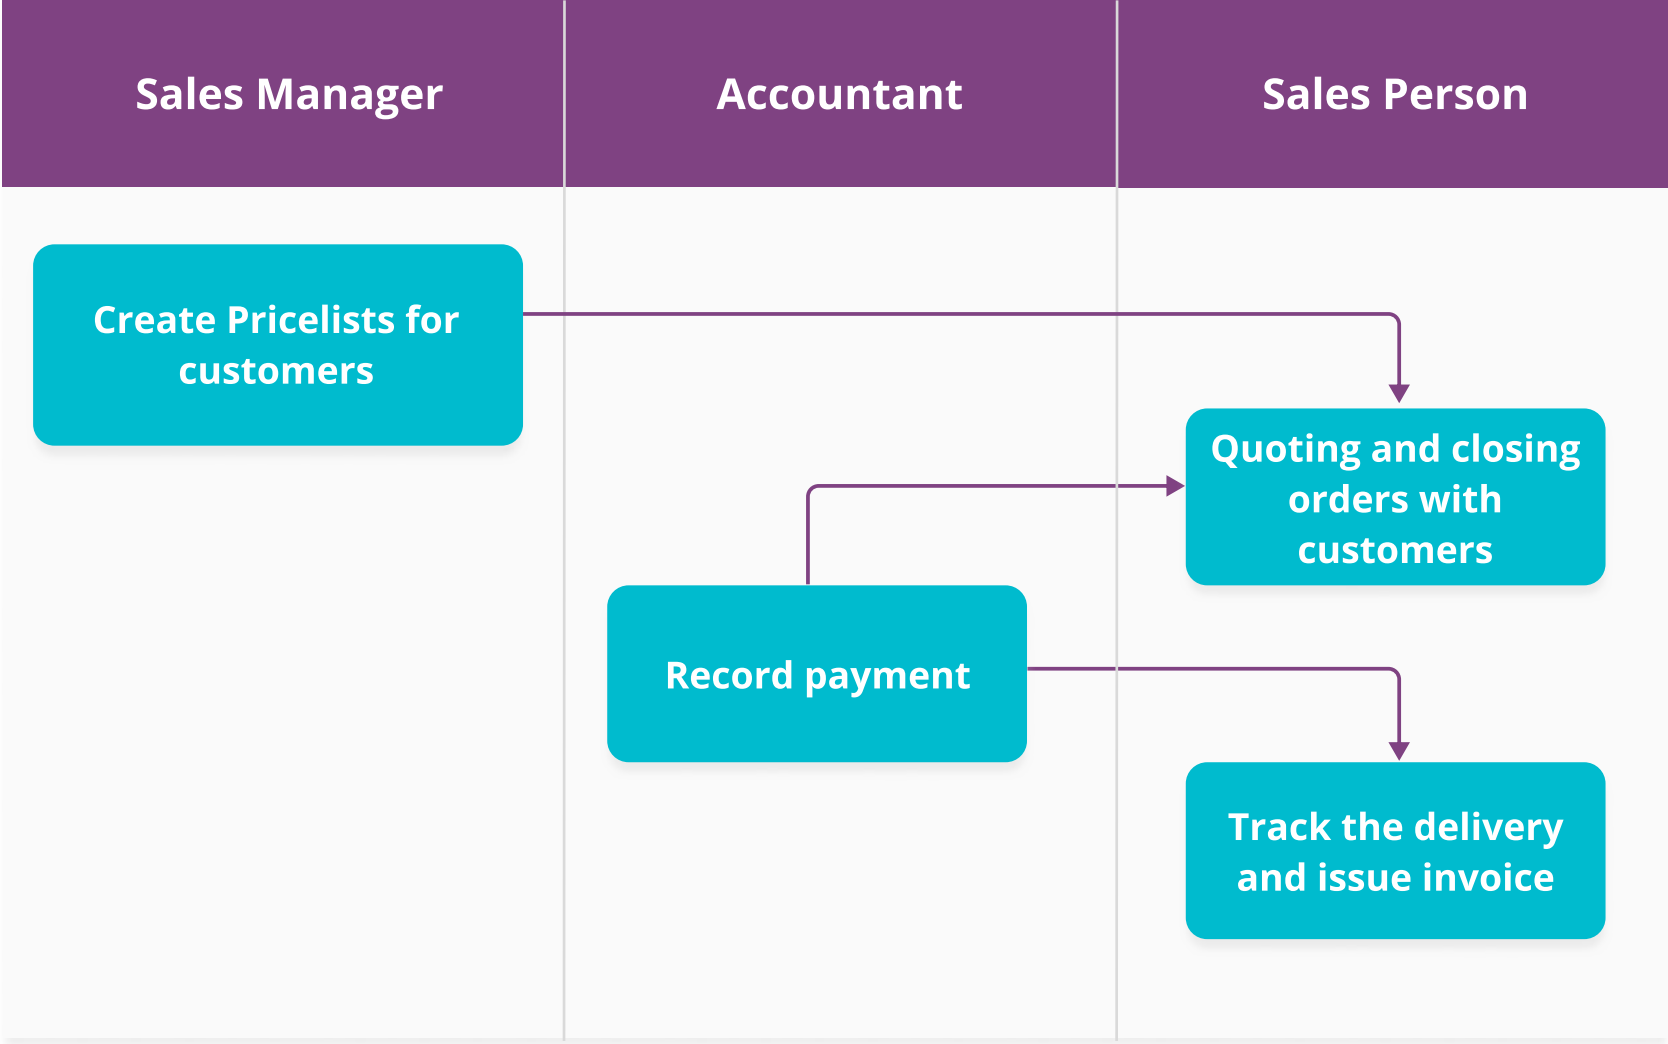 Sales Manager
Accountant
Sales Person
Create Pricelists for
customers
Quoting and closing
orders with
customers
Record payment
Track the delivery
and issue invoice